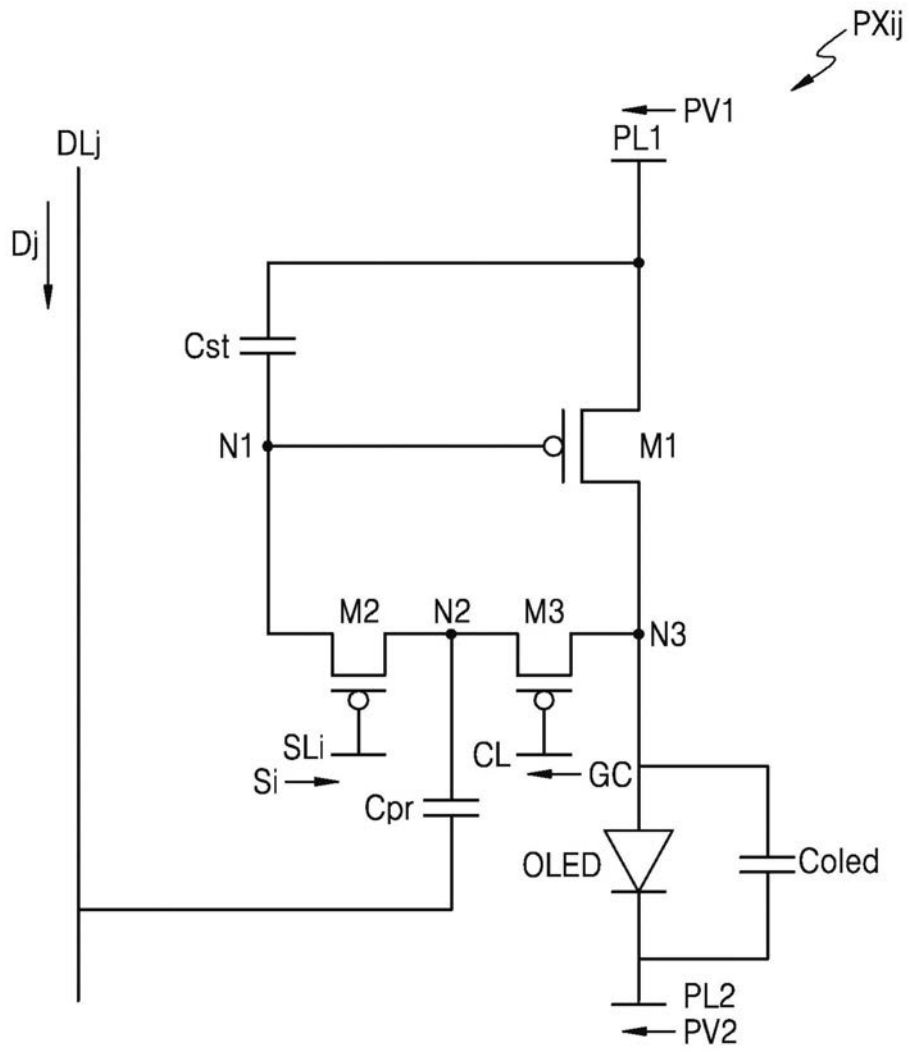 PXij
PV1
PL1
DLj
Dj
Cst
N1
M1
M2
N2
M3
N3
SLi
Si
CL
GC
Cpr
OLED
Coled
PL2
PV2